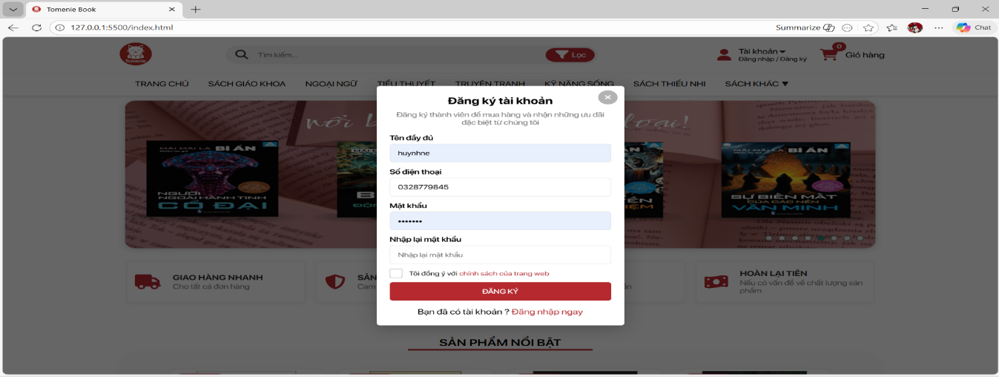 Tomenie Book
127.0.0.1:5500/index.html
Summarize
Chat
Tomenie
Tìm kiếm...
Lọc
Tài khoản
Đăng nhập / Đăng ký
0
Giỏ hàng
TRANG CHỦ SÁCH GIÁO KHOA NGOẠI NGỮ TIỂU THUYẾT TRUYỆN TRANH KỸ NĂNG SỐNG SÁCH THIẾU NHI SÁCH KHÁC
Đăng ký tài khoản
Đăng ký thành viên để mua hàng và nhận những ưu đãi
đặc biệt từ chúng tôi
Tên đầy đủ
huynhne
Số điện thoại
0328779845
Mật khẩu
•••••••
Nhập lại mật khẩu
Nhập lại mật khẩu
Tôi đồng ý với chính sách của trang web
ĐĂNG KÝ
Bạn đã có tài khoản ? Đăng nhập ngay
nổi
loại!
MÃI MÃI LÀ BÍ ẨN
NGƯỜI
NGOÀI HÀNH TINH
CỔ ĐẠI
MÃI MÃI LÀ BÍ ẨN
SỰ BIẾN MẤT
CỦA CÁC NỀN
VĂN MINH
GIAO HÀNG NHANH
Cho tất cả đơn hàng
HOÀN LẠI TIỀN
Nếu có vấn đề về chất lượng sản
phẩm
SẢN PHẨM NỔI BẬT